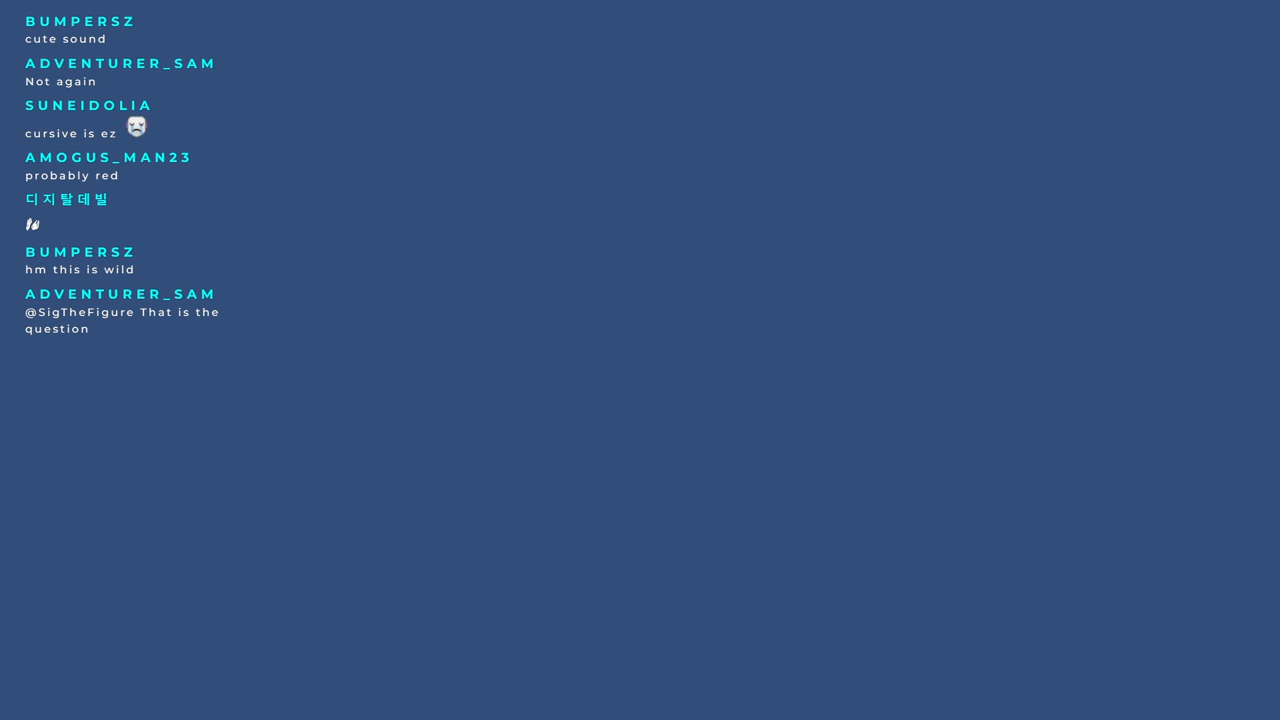 BUMPERSZ
cute sound
ADVENTURER_SAM
Not again
SUNEIDOLIA
cursive is ez
AMOGUS_MAN23
probably red
디지탈데빌
BUMPERSZ
hm this is wild
ADVENTURER_SAM
@SigTheFigure That is the
question